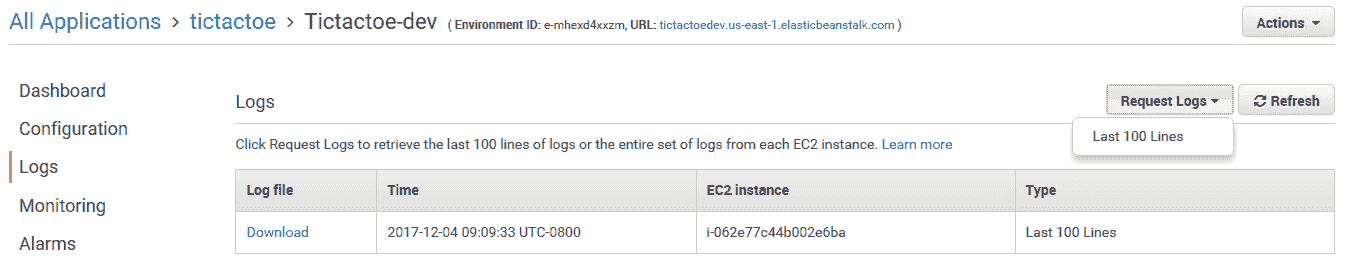 All Applications > tictactoe > Tictactoe-dev ( Environment ID: e-mhexd4xxzm, URL: tictactoedev.us-east-1.elasticbeanstalk.com )
Actions
Dashboard
Configuration
Logs
Monitoring
Alarms
Logs
Request Logs
Refresh
Last 100 Lines
Click Request Logs to retrieve the last 100 lines of logs or the entire set of logs from each EC2 instance. Learn more
Log file Time EC2 instance Type
Download 2017-12-04 09:09:33 UTC-0800 i-062e77c44b002e6ba Last 100 Lines